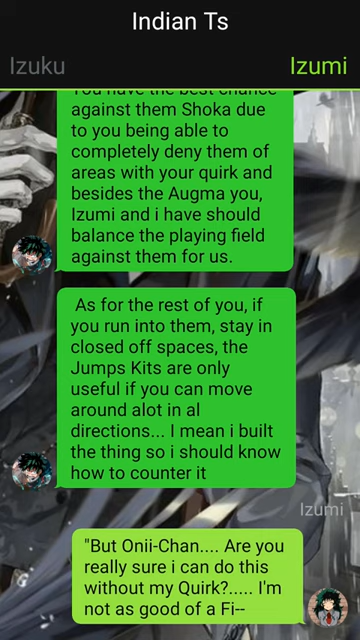 Indian Ts
Izuku
Izumi
You have the best chance
against them Shoka due
to you being able to
completely deny them of
areas with your quirk and
besides the Augma you,
Izumi and i have should
balance the playing field
against them for us.
As for the rest of you, if
you run into them, stay in
closed off spaces, the
Jumps Kits are only
useful if you can move
around alot in al
directions... I mean i built
the thing so i should know
how to counter it
Izumi
"But Onii-Chan.... Are you
really sure i can do this
without my Quirk?..... I'm
not as good of a Fi--